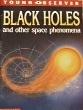 YOUNG OBSERVER
BLACK HOLES
and other space phenomena